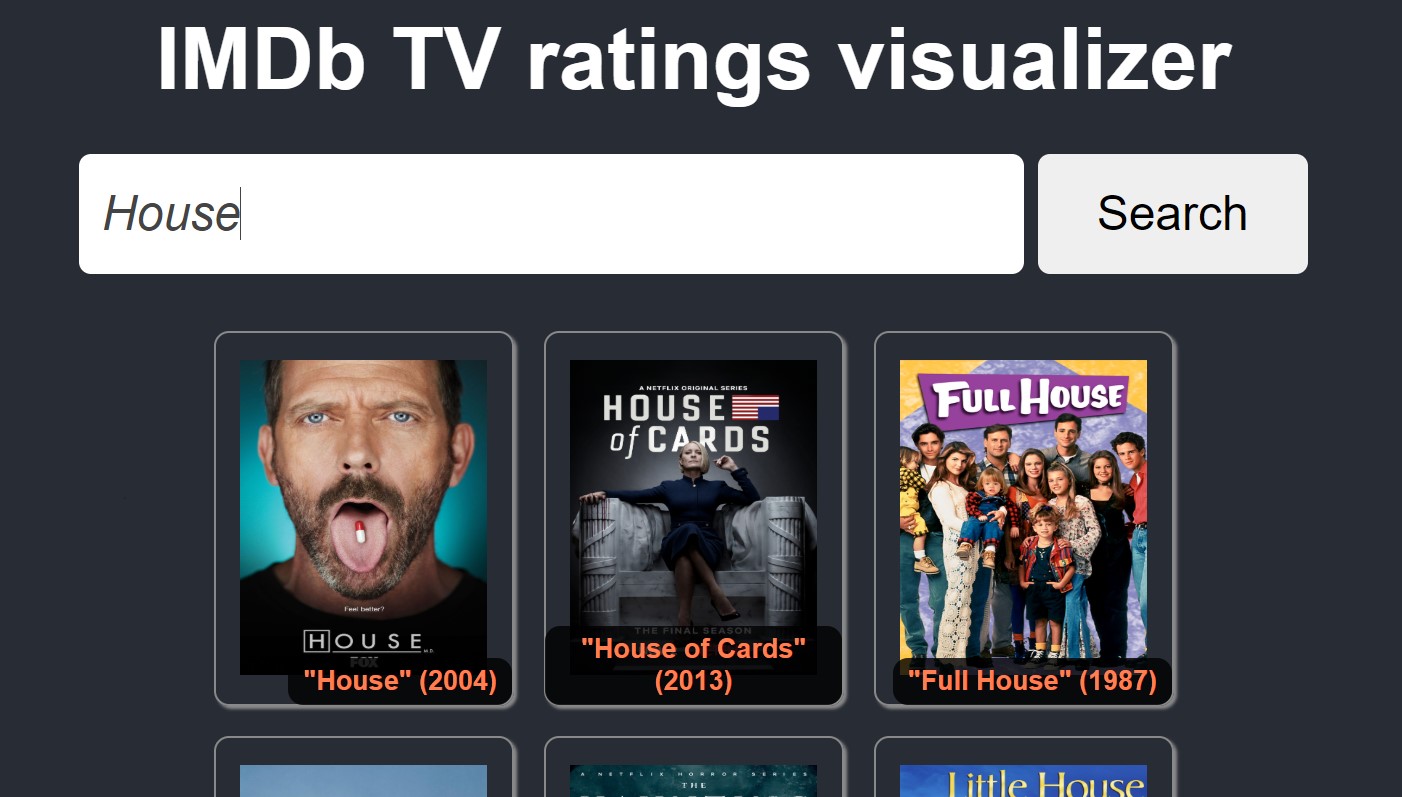 IMDb TV ratings visualizer
House
Search
A NETFLIX ORIGINAL SERIES
HOUSE
of CARDS
FULL HOUSE
Feel better?
HOUSE M.D.
FOX
THE FINAL SEASON
"House" (2004)
"House of Cards"
(2013)
"Full House" (1987)
A NETFLIX HORROR SERIES
THE
Little House